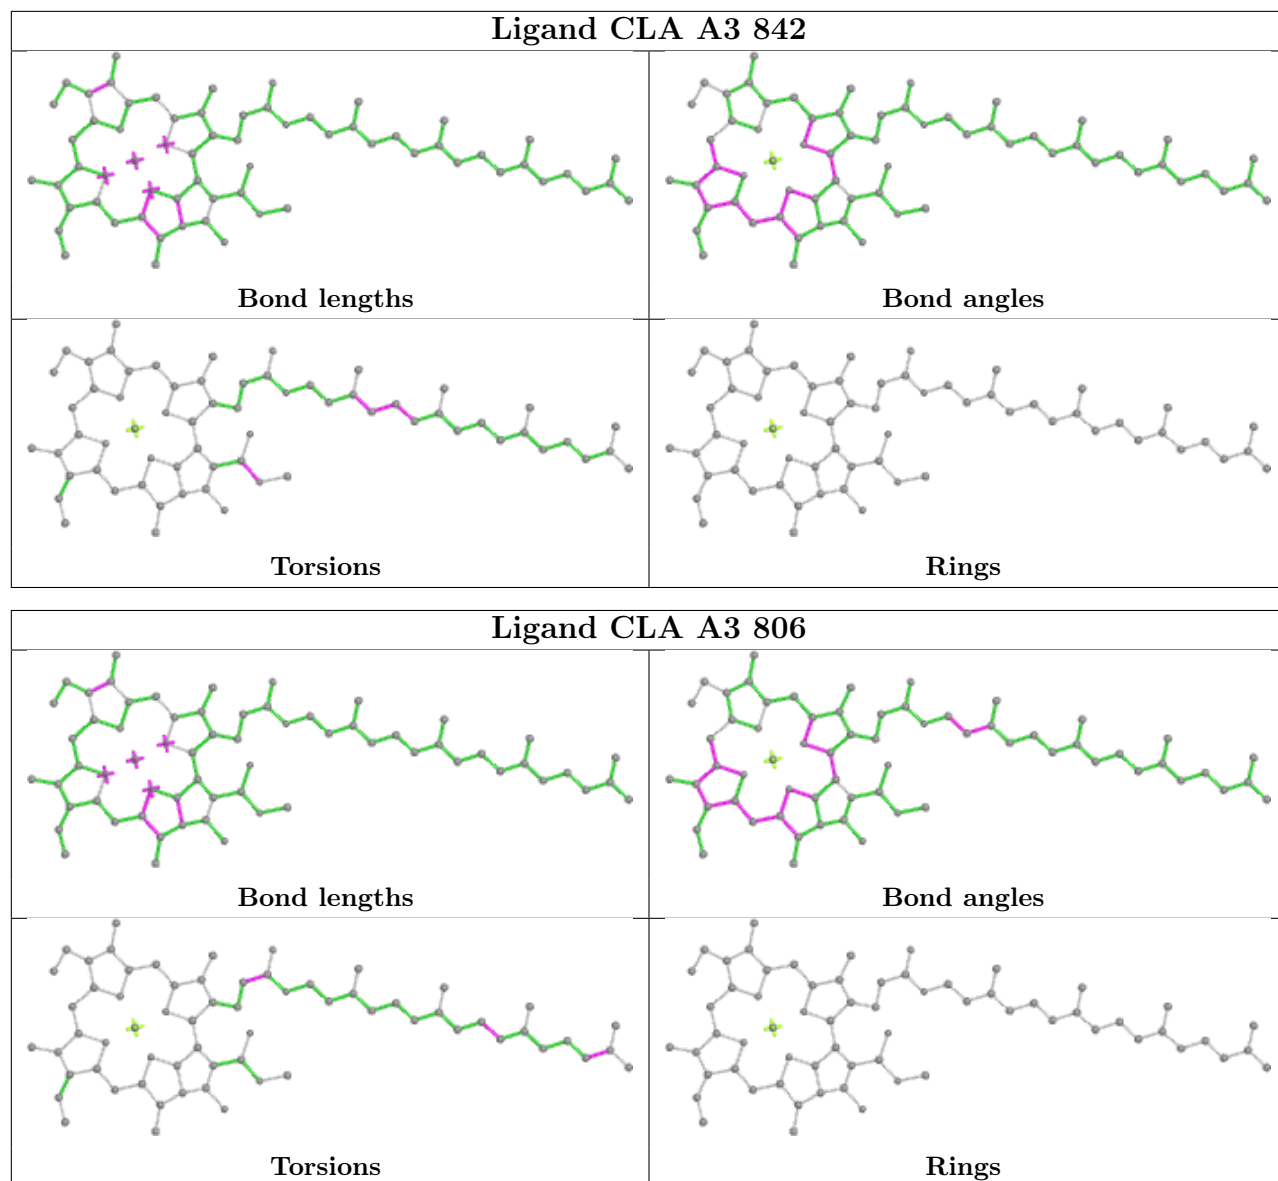 Ligand CLA A3 842
Bond lengths
Bond angles
Torsions
Rings
Ligand CLA A3 806
Bond lengths
Bond angles
Torsions
Rings